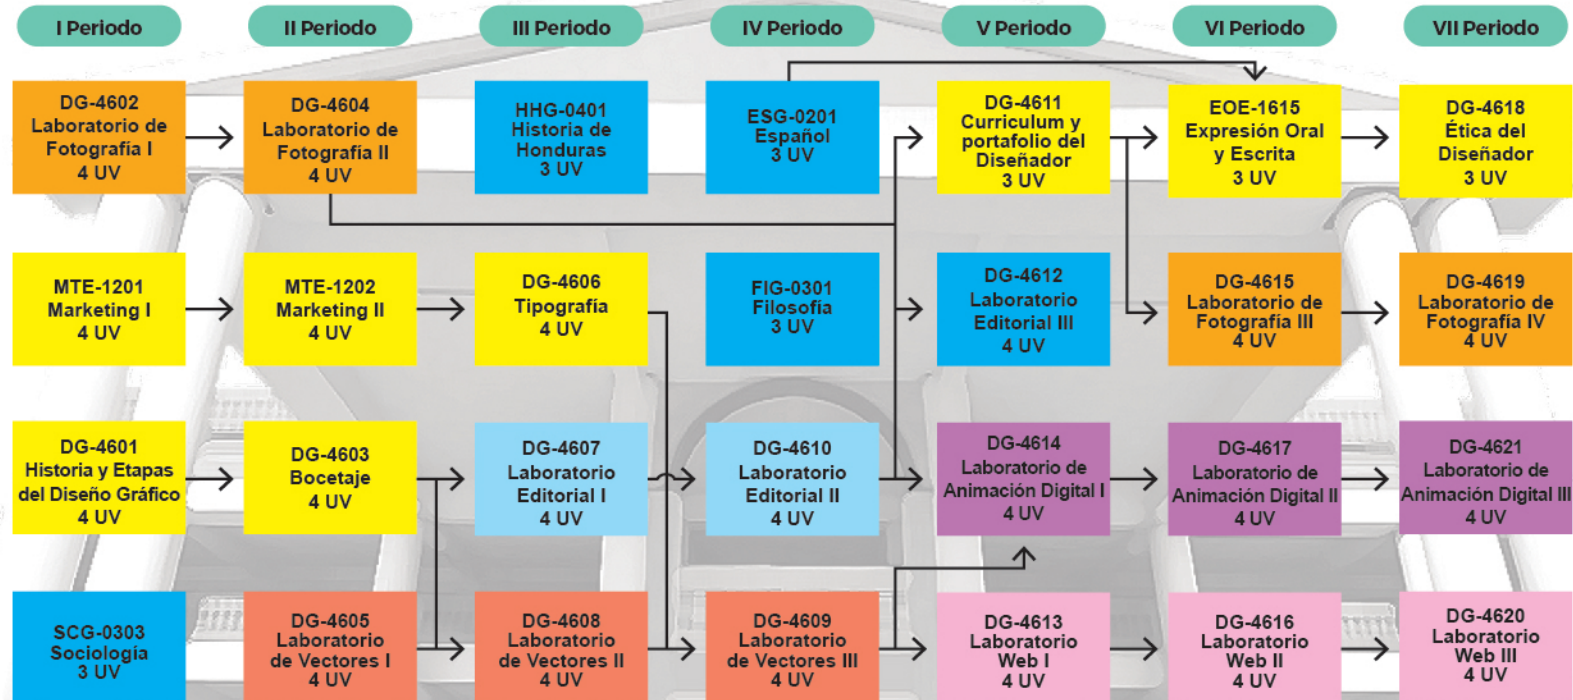 I Periodo
II Periodo
III Periodo
IV Periodo
V Periodo
VI Periodo
VII Periodo
DG-4602
Laboratorio de
Fotografía I
4 UV
DG-4604
Laboratorio de
Fotografía II
4 UV
HHG-0401
Historia de
Honduras
3 UV
ESG-0201
Español
3 UV
DG-4611
Curriculum y
portafolio del
Diseñador
3 UV
EOE-1615
Expresión Oral
y Escrita
3 UV
DG-4618
Ética del
Diseñador
3 UV
MTE-1201
Marketing I
4 UV
MTE-1202
Marketing II
4 UV
DG-4606
Tipografía
4 UV
FIG-0301
Filosofía
3 UV
DG-4612
Laboratorio
Editorial III
4 UV
DG-4615
Laboratorio de
Fotografía III
4 UV
DG-4619
Laboratorio de
Fotografía IV
4 UV
DG-4601
Historia y Etapas
del Diseño Gráfico
4 UV
DG-4603
Bocetaje
4 UV
DG-4607
Laboratorio
Editorial I
4 UV
DG-4610
Laboratorio
Editorial II
4 UV
DG-4614
Laboratorio de
Animación Digital I
4 UV
DG-4617
Laboratorio de
Animación Digital II
4 UV
DG-4621
Laboratorio de
Animación Digital III
4 UV
SCG-0303
Sociología
3 UV
DG-4605
Laboratorio
de Vectores I
4 UV
DG-4608
Laboratorio
de Vectores II
4 UV
DG-4609
Laboratorio
de Vectores III
4 UV
DG-4613
Laboratorio
Web I
4 UV
DG-4616
Laboratorio
Web II
4 UV
DG-4620
Laboratorio
Web III
4 UV